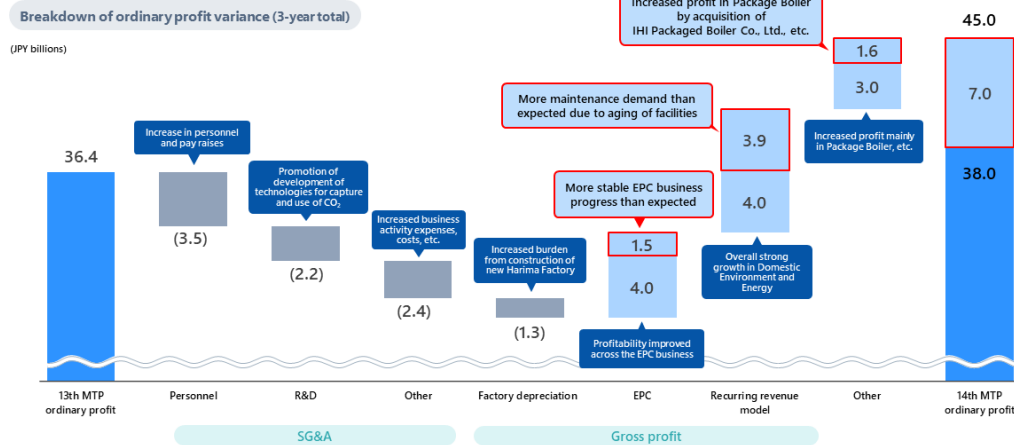 Breakdown of ordinary profit variance (3-year total)
(JPY billions)
Increased profit in Package Boiler
by acquisition of
IHI Packaged Boiler Co., Ltd., etc.
45.0
1.6
3.0
7.0
38.0
More maintenance demand than
expected due to aging of facilities
Increased profit mainly
in Package Boiler, etc.
Increase in personnel
and pay raises
36.4
3.9
4.0
Promotion of
development of
technologies for capture
and use of CO₂
More stable EPC business
progress than expected
(3.5)
Increased business
activity expenses,
costs, etc.
(2.2)
Increased burden
from construction of
new Harima Factory
1.5
4.0
Overall strong
growth in Domestic
Environment and
Energy
(2.4)
(1.3)
Profitability improved
across the EPC business
13th MTP
ordinary profit
Personnel
R&D
Other
Factory depreciation
EPC
Recurring revenue
model
Other
14th MTP
ordinary profit
SG&A
Gross profit